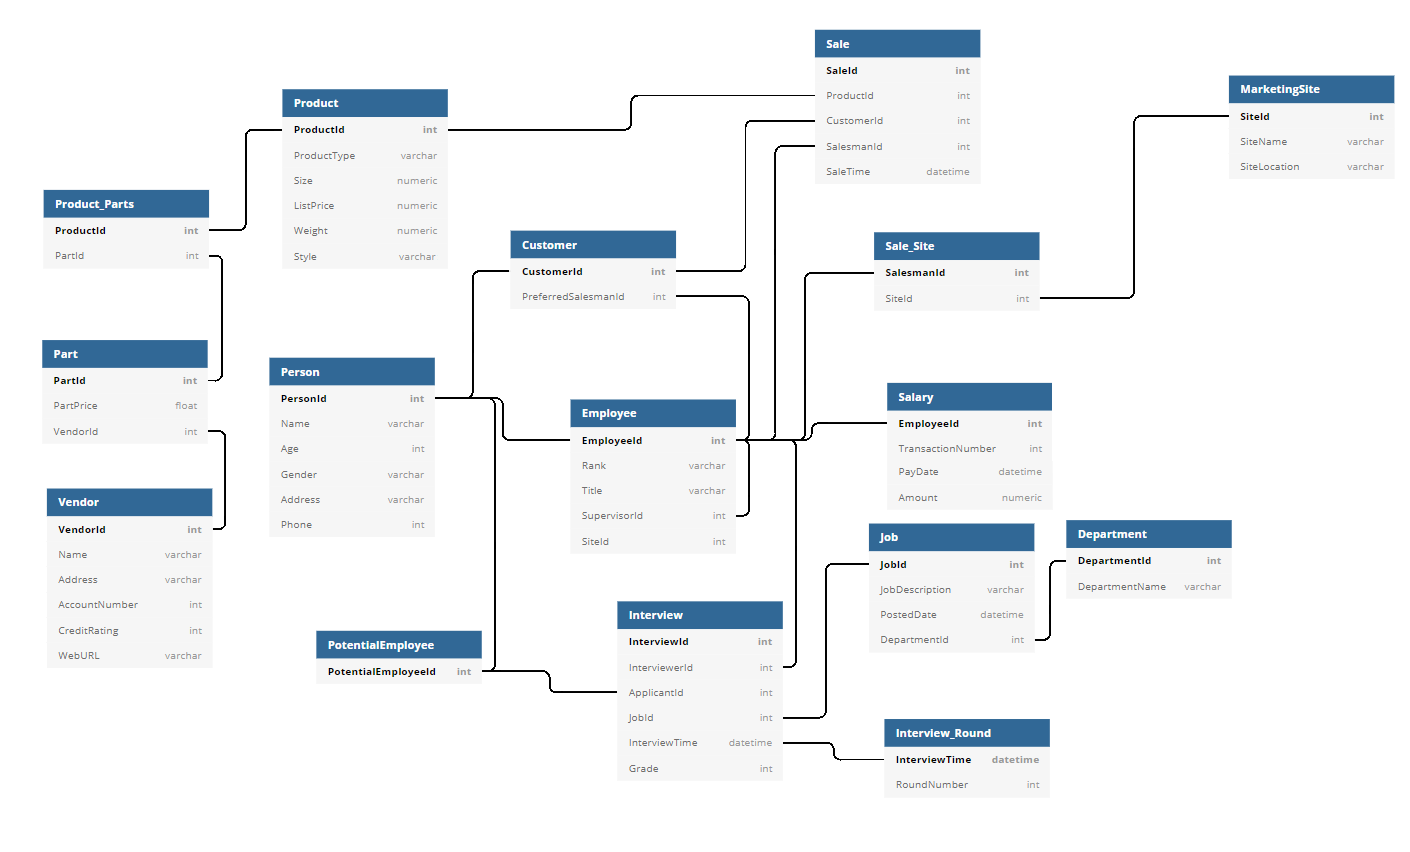 Sale
SaleId int
ProductId int
CustomerId int
SalesmanId int
SaleTime datetime
MarketingSite
SiteId int
SiteName varchar
SiteLocation varchar
Product
ProductId int
ProductType varchar
Size numeric
ListPrice numeric
Weight numeric
Style varchar
Product_Parts
ProductId int
PartId int
Customer
CustomerId int
PreferredSalesmanId int
Sale_Site
SalesmanId int
SiteId int
Part
PartId int
PartPrice float
VendorId int
Person
PersonId int
Name varchar
Age int
Gender varchar
Address varchar
Phone int
Employee
EmployeeId int
Rank varchar
Title varchar
SupervisorId int
SiteId int
Salary
EmployeeId int
TransactionNumber int
PayDate datetime
Amount numeric
Vendor
VendorId int
Name varchar
Address varchar
AccountNumber int
CreditRating int
WebURL varchar
Job
JobId int
JobDescription varchar
PostedDate datetime
DepartmentId int
Department
DepartmentId int
DepartmentName varchar
Interview
InterviewId int
InterviewerId int
ApplicantId int
JobId int
InterviewTime datetime
Grade int
PotentialEmployee
PotentialEmployeeId int
Interview_Round
InterviewTime datetime
RoundNumber int